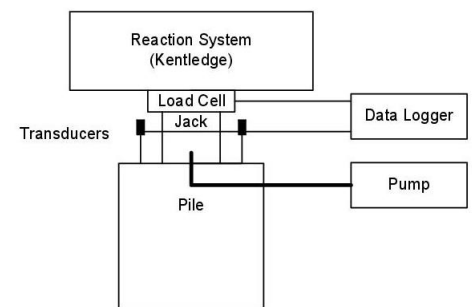 Reaction System
(Kentledge)
Load Cell
Jack
Data Logger
Transducers
Pump
Pile